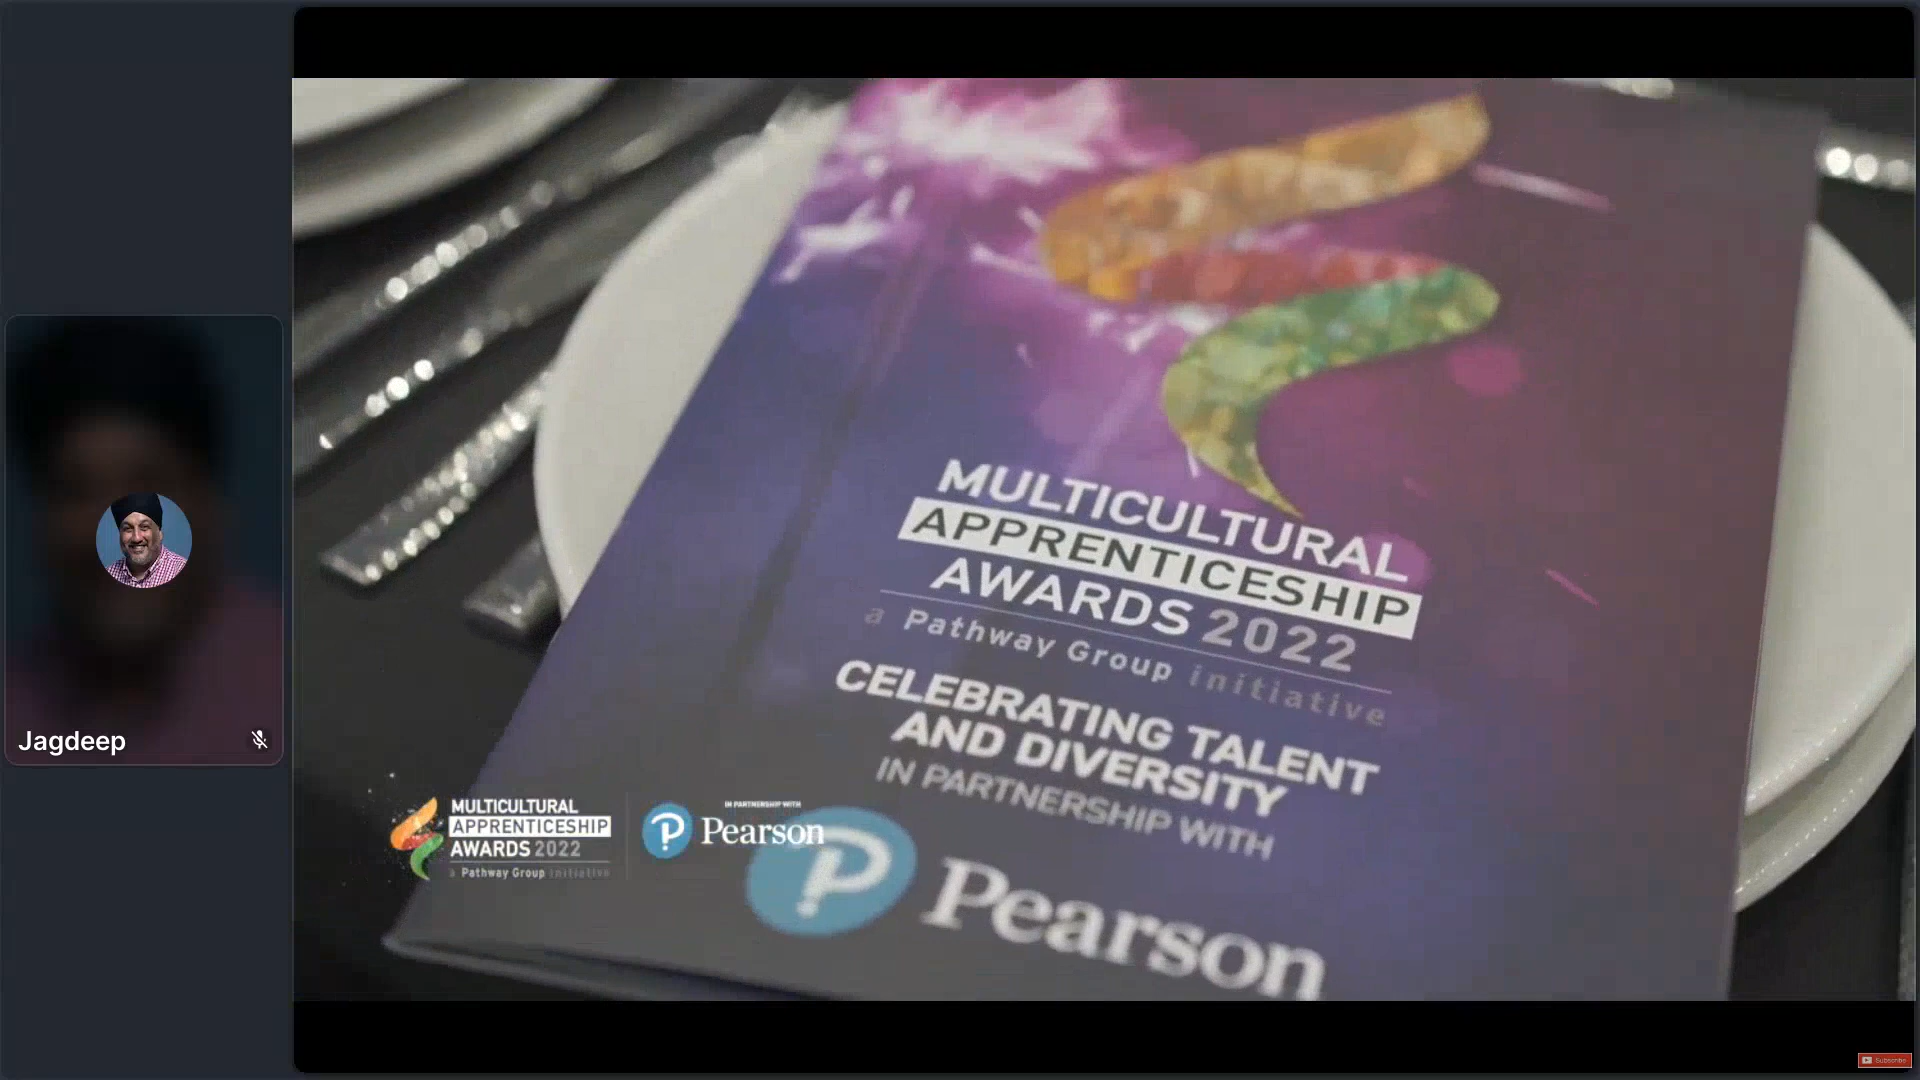 MULTICULTURAL
APPRENTICESHIP
AWARDS 2022
a Pathway Group initiative
CELEBRATING TALENT
AND DIVERSITY
IN PARTNERSHIP WITH
Pearson
MULTICULTURAL
APPRENTICESHIP
AWARDS 2022
a Pathway Group initiative
IN PARTNERSHIP WITH
Pearson
Jagdeep
Subscribe